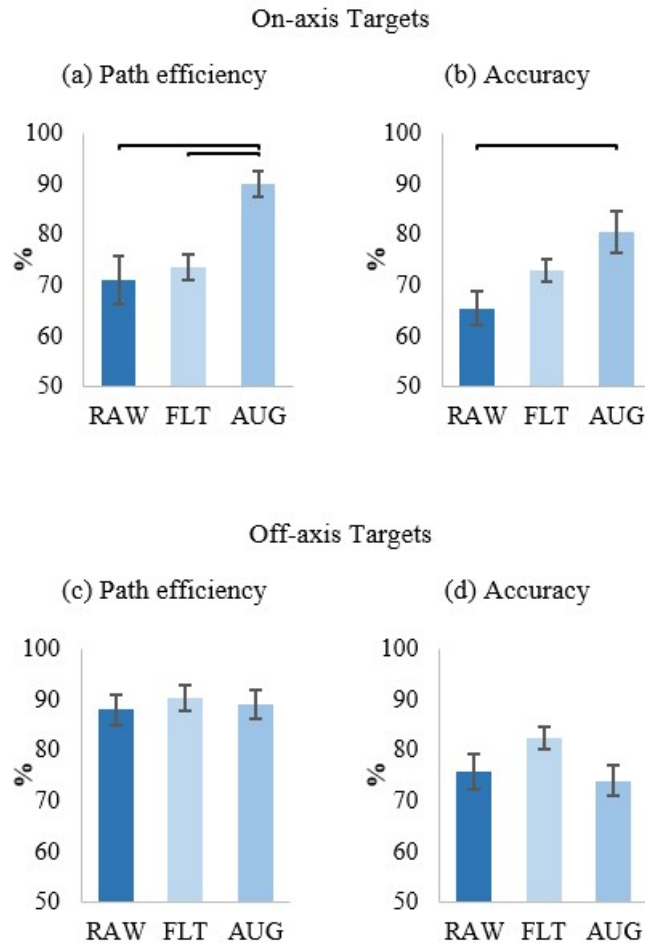 On-axis Targets
(a) Path efficiency
(b) Accuracy
100
90
80
70
60
50
%
RAW FLT AUG
100
90
80
70
60
50
%
RAW FLT AUG
Off-axis Targets
(c) Path efficiency
(d) Accuracy
100
90
80
70
60
50
%
RAW FLT AUG
100
90
80
70
60
50
%
RAW FLT AUG